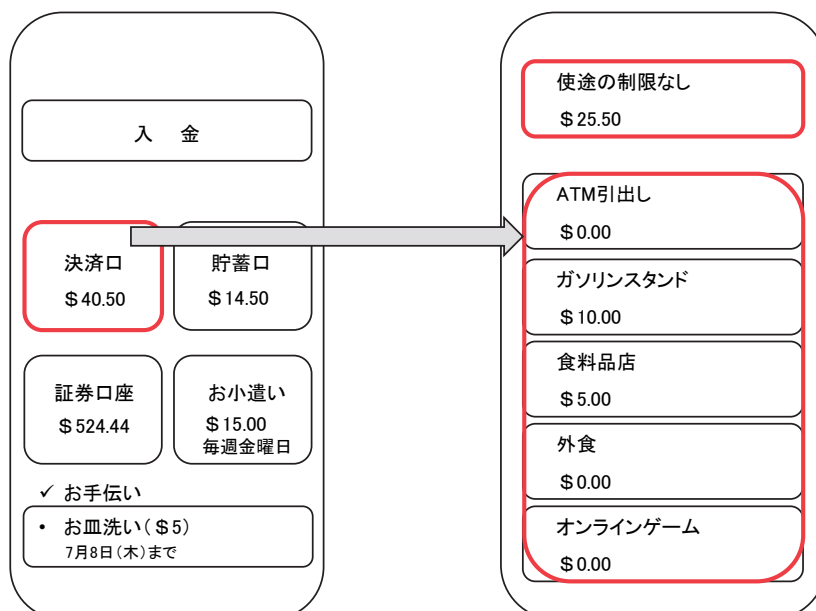 入　金
決済口
＄40.50
貯蓄口
＄14.50
証券口座
＄524.44
お小遣い
＄15.00
毎週金曜日
✓ お手伝い
• お皿洗い(＄5)
7月8日(木)まで
使途の制限なし
＄25.50
ATM引出し
＄0.00
ガソリンスタンド
＄10.00
食料品店
＄5.00
外食
＄0.00
オンラインゲーム
＄0.00